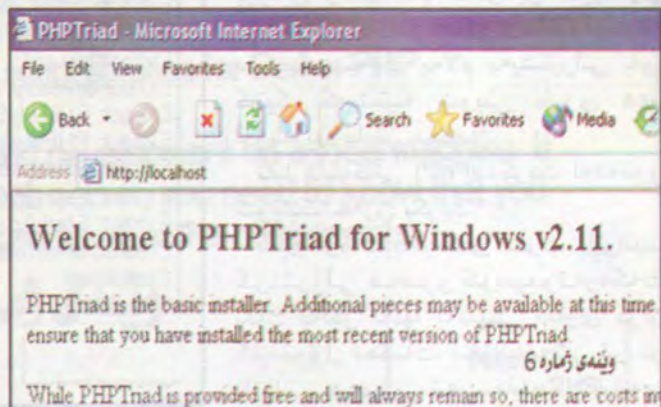 PHPTriad - Microsoft Internet Explorer
File Edit View Favorites Tools Help
Back Search Favorites Media
Address http://localhost
Welcome to PHPTriad for Windows v2.11.
PHPTriad is the basic installer. Additional pieces may be available at this time
ensure that you have installed the most recent version of PHPTriad
وێنەی ژمارە 6
While PHPTriad is provided free and will always remain so, there are costs in